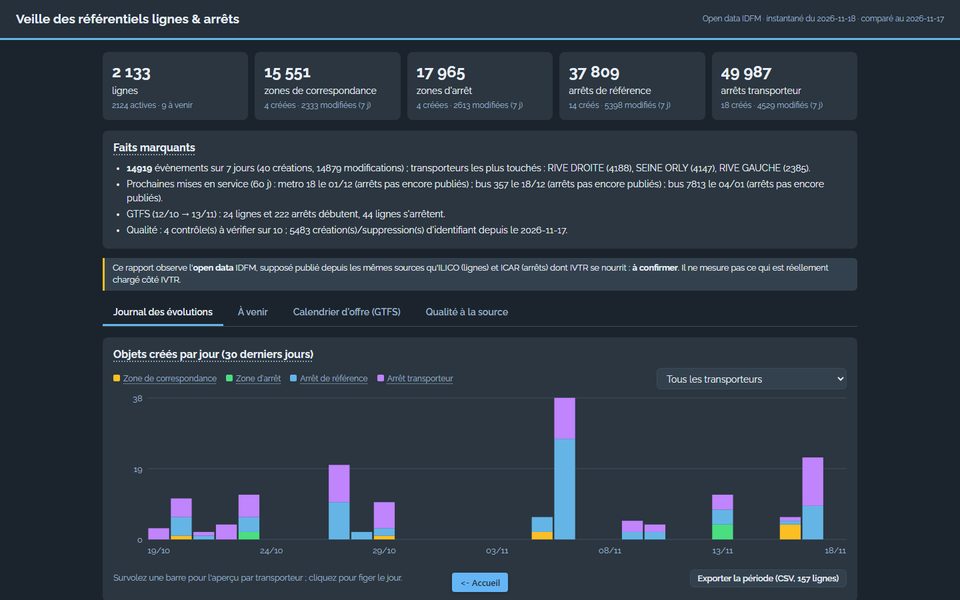 Veille des référentiels lignes & arrêts
Open data IDFM · instantané du 2026-11-18 · comparé au 2026-11-17
2 133
lignes
2124 actives · 9 à venir
15 551
zones de correspondance
4 créées · 2333 modifiées (7 j)
17 965
zones d'arrêt
4 créées · 2613 modifiées (7 j)
37 809
arrêts de référence
14 créés · 5398 modifiés (7 j)
49 987
arrêts transporteur
18 créés · 4529 modifiés (7 j)
Faits marquants
14919 évènements sur 7 jours (40 créations, 14879 modifications) ; transporteurs les plus touchés : RIVE DROITE (4188), SEINE ORLY (4147), RIVE GAUCHE (2385).
Prochaines mises en service (60 j) : metro 18 le 01/12 (arrêts pas encore publiés) ; bus 357 le 18/12 (arrêts pas encore publiés) ; bus 7813 le 04/01 (arrêts pas encore
publiés).
GTFS (12/10 → 13/11) : 24 lignes et 222 arrêts débutent, 44 lignes s'arrêtent.
Qualité : 4 contrôle(s) à vérifier sur 10 ; 5483 création(s)/suppression(s) d'identifiant depuis le 2026-11-17.
Ce rapport observe l'open data IDFM, supposé publié depuis les mêmes sources qu'ILICO (lignes) et ICAR (arrêts) dont IVTR se nourrit : à confirmer. Il ne mesure pas ce qui est réellement
chargé côté IVTR.
Journal des évolutions
À venir
Calendrier d'offre (GTFS)
Qualité à la source
Objets créés par jour (30 derniers jours)
Zone de correspondance
Zone d'arrêt
Arrêt de référence
Arrêt transporteur
Tous les transporteurs
38
19
0
19/10
24/10
29/10
03/11
08/11
13/11
18/11
Survolez une barre pour l'aperçu par transporteur ; cliquez pour figer le jour.
<- Accueil
Exporter la période (CSV, 157 lignes)